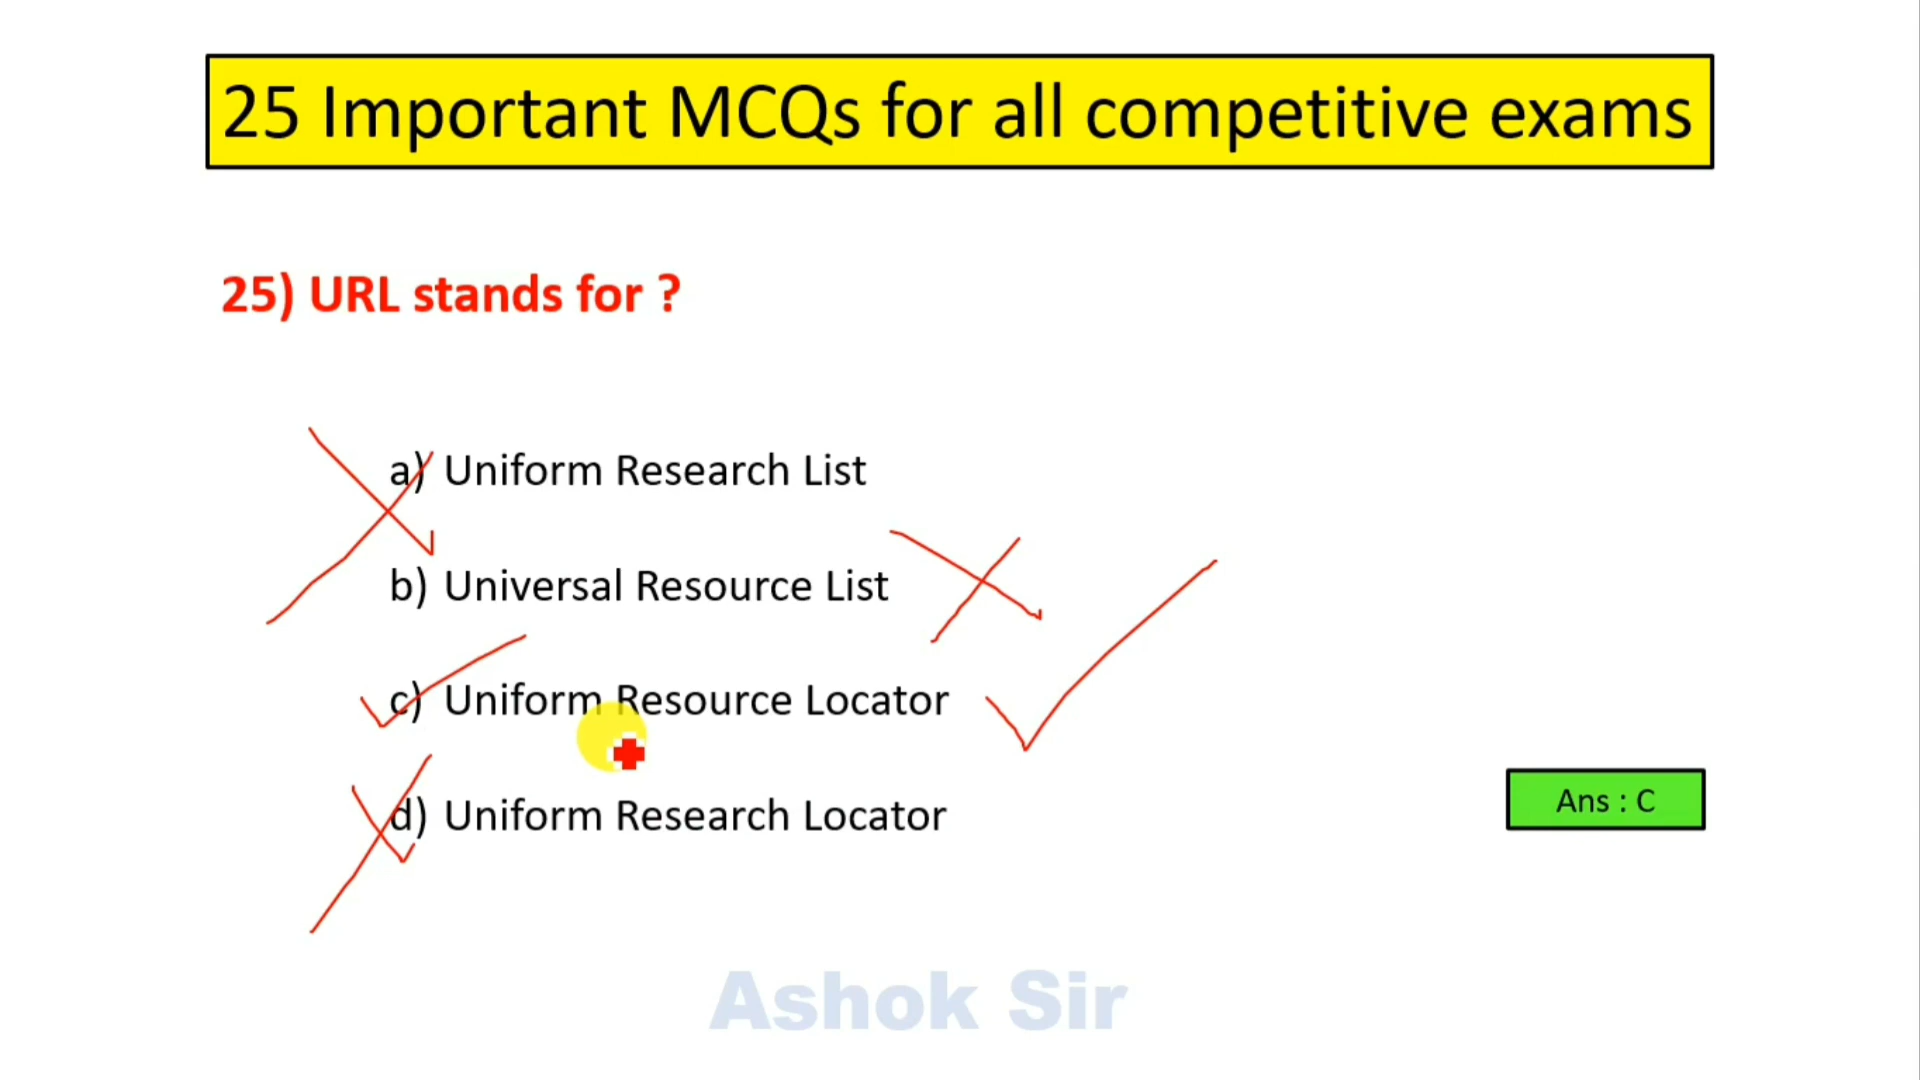 25 Important MCQs for all competitive exams
25) URL stands for ?
a) Uniform Research List
b) Universal Resource List
c) Uniform Resource Locator
d) Uniform Research Locator
Ans : C
Ashok Sir